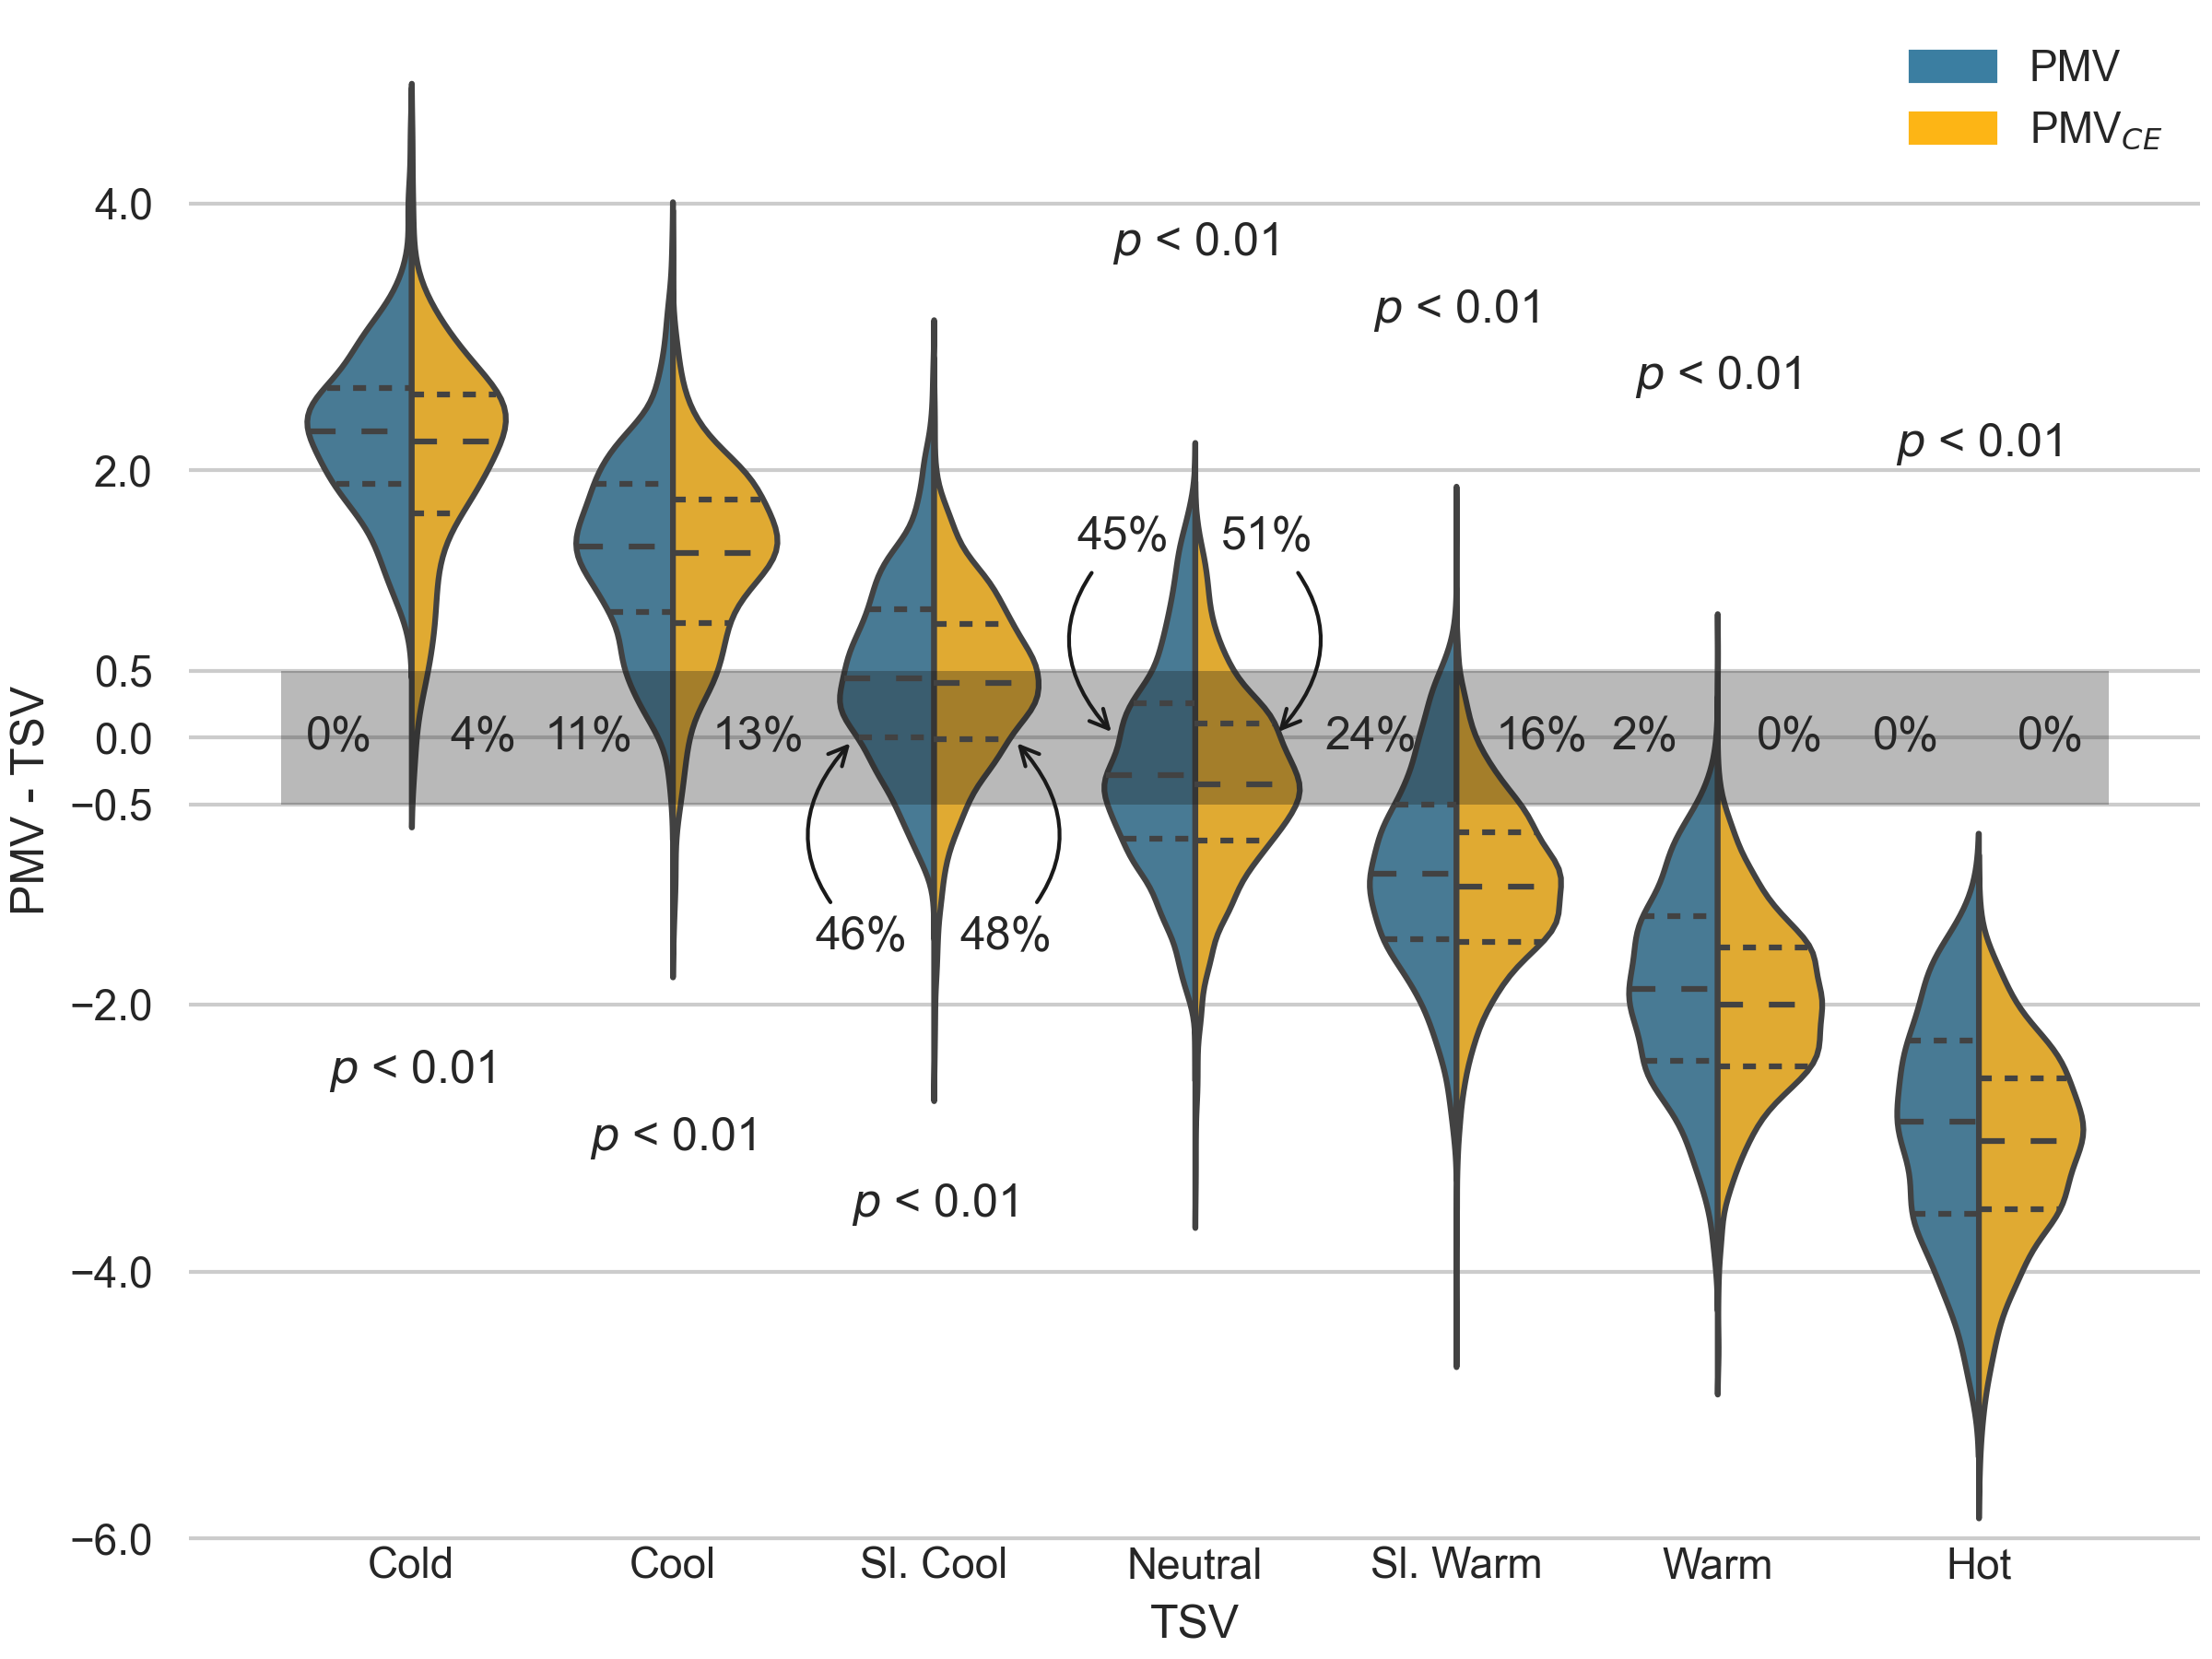 PMV
PMV_CE
4.0
2.0
0.5
0.0
−0.5
−2.0
−4.0
−6.0
PMV - TSV
p < 0.01
p < 0.01
p < 0.01
p < 0.01
45%
51%
0%
4%
11%
13%
24%
16%
2%
0%
0%
0%
46%
48%
p < 0.01
p < 0.01
p < 0.01
Cold
Cool
Sl. Cool
Neutral
Sl. Warm
Warm
Hot
TSV